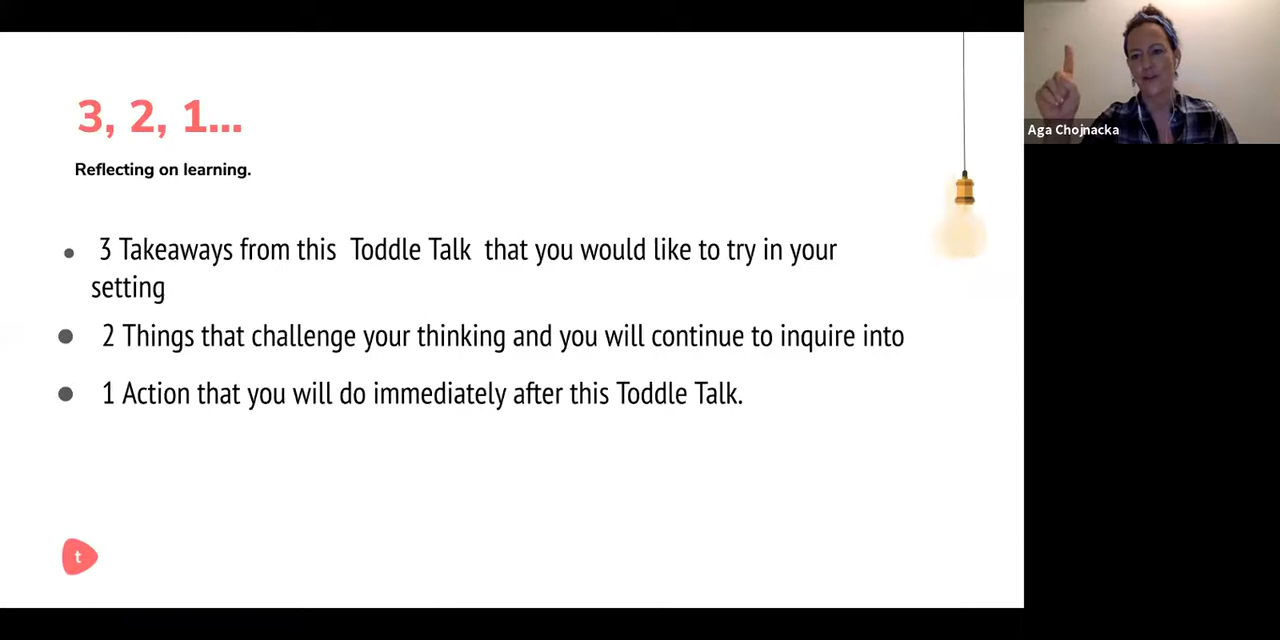 3, 2, 1...
Reflecting on learning.
3 Takeaways from this Toddle Talk that you would like to try in your
setting
2 Things that challenge your thinking and you will continue to inquire into
1 Action that you will do immediately after this Toddle Talk.
t
Aga Chojnacka